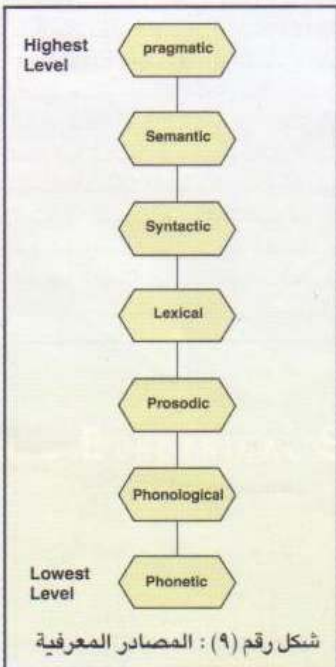 Highest
Level
pragmatic
Semantic
Syntactic
Lexical
Prosodic
Phonological
Lowest
Level
Phonetic
شكل رقم (٩) : المصادر المعرفية